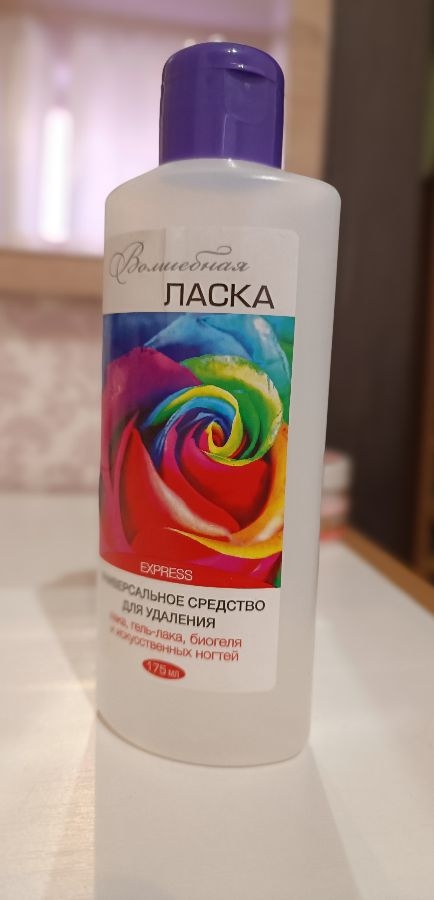 Волшебная
ЛАСКА
EXPRESS
УНИВЕРСАЛЬНОЕ СРЕДСТВО
ДЛЯ УДАЛЕНИЯ
лака, гель-лака, биогеля
и искусственных ногтей
175 мл